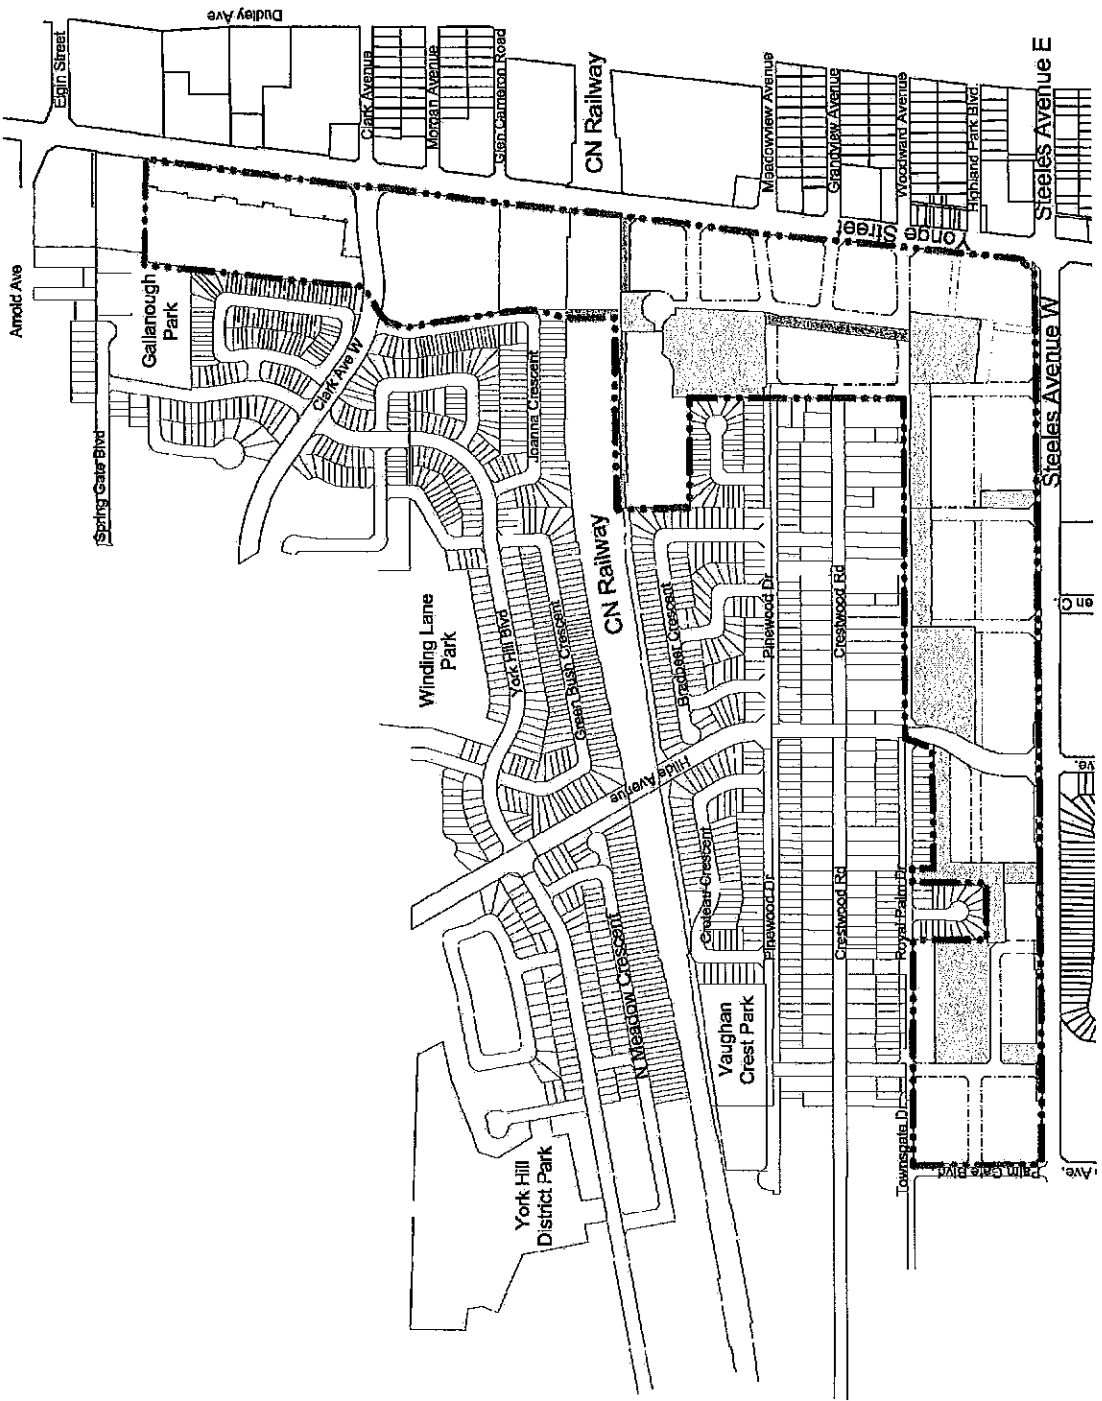 Dudley Ave
Elgin Street
Arnold Ave
Clark Avenue
Morgan Avenue
Glen Cameron Road
CN Railway
Meadowview Avenue
Grandview Avenue
Woodward Avenue
Highland Park Blvd.
Steeles Avenue E
Yonge Street
Gallanough
Park
Clark Ave W
Spring Gate Blvd
Joanna Crescent
Steeles Avenue W
Winding Lane
Park
York Hill Blvd
Green Bush Crescent
CN Railway
Bradbeer Crescent
Pinewood Dr
Crestwood Rd
an C.
Hilda Avenue
ve.
Croteau Crescent
Pinewood Dr
Crestwood Rd
Royal Palm Dr
N Meadow Crescent
Vaughan
Crest Park
York Hill
District Park
Townsgate Dr
Palm Gate Blvd
Ave.